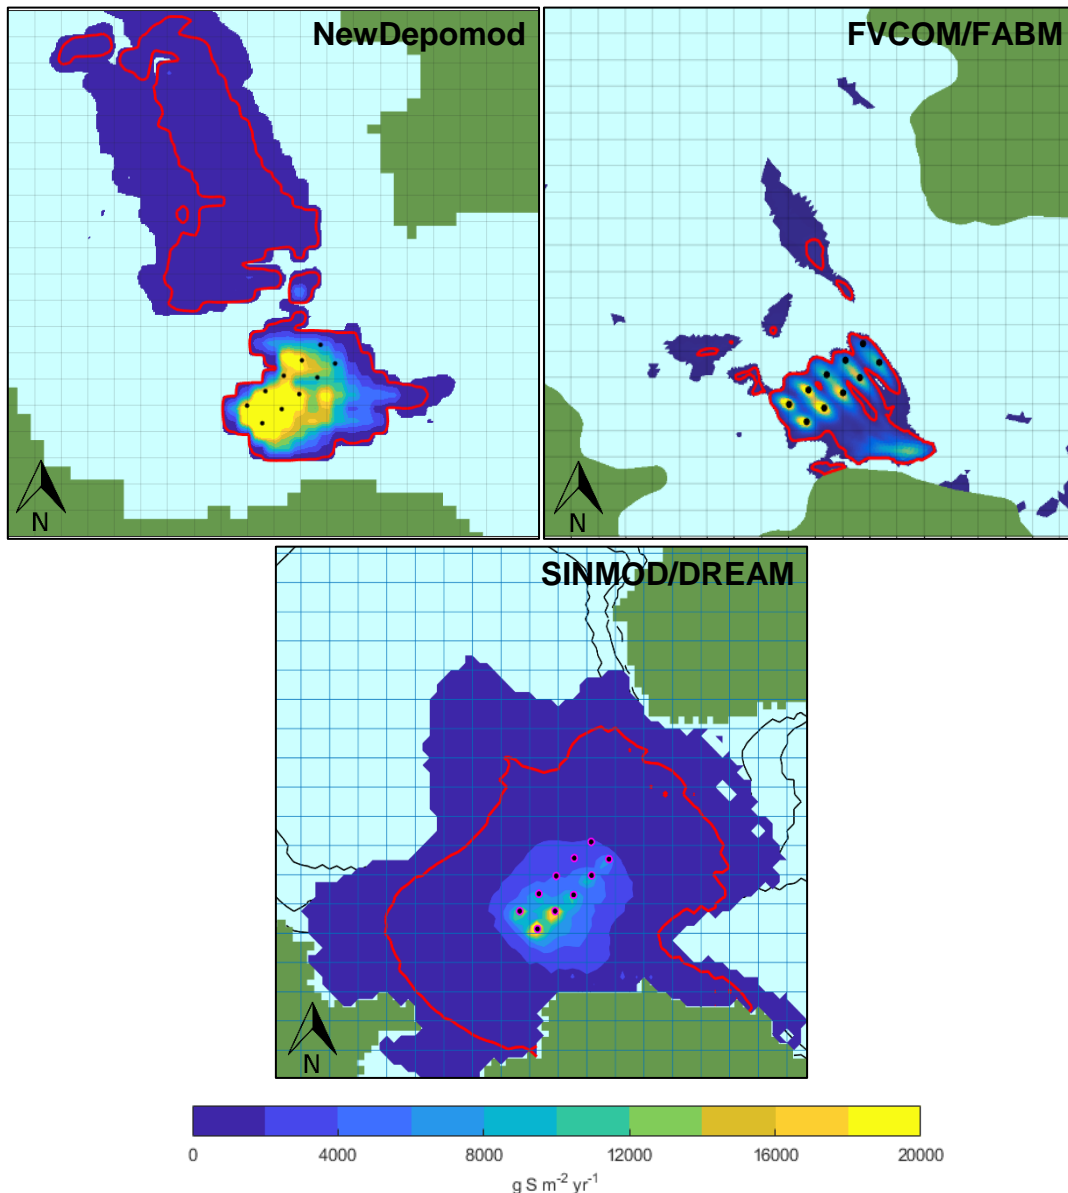 NewDepomod
FVCOM/FABM
N
N
SINMOD/DREAM
N
0 4000 8000 12000 16000 20000
g S m⁻² yr⁻¹